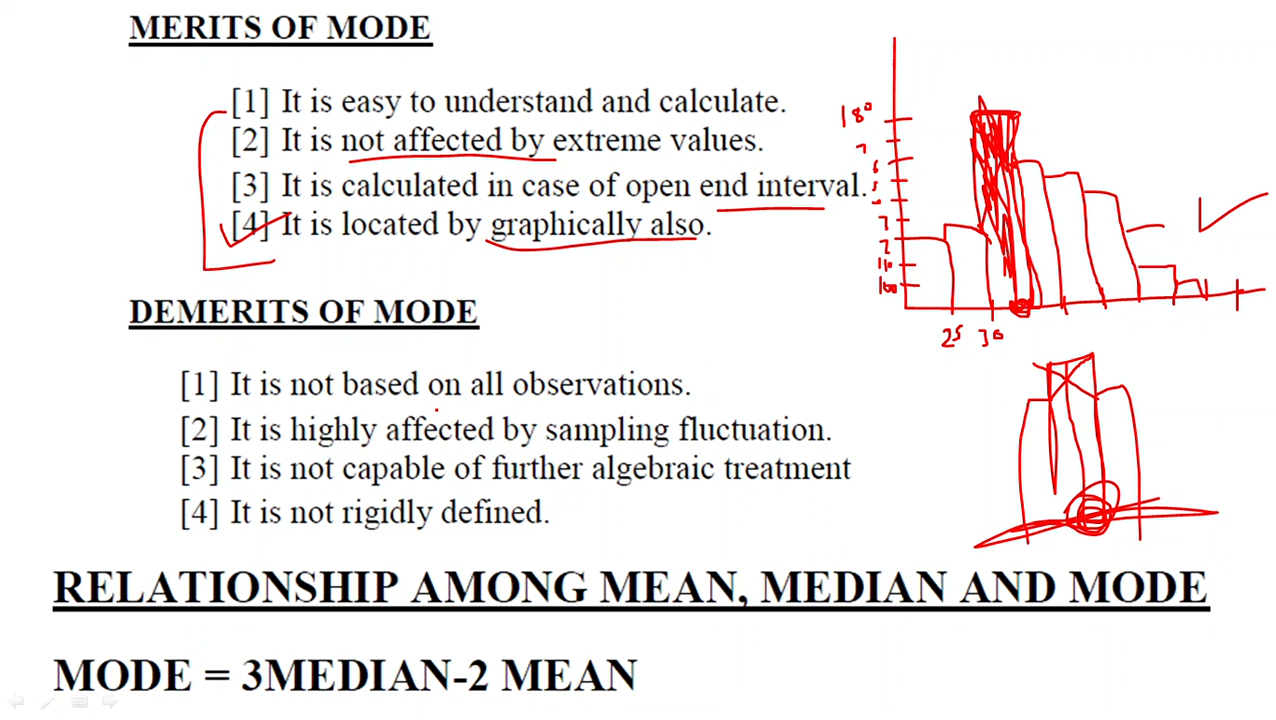 MERITS OF MODE
[1] It is easy to understand and calculate.
[2] It is not affected by extreme values.
[3] It is calculated in case of open end interval.
[4] It is located by graphically also.
DEMERITS OF MODE
[1] It is not based on all observations.
[2] It is highly affected by sampling fluctuation.
[3] It is not capable of further algebraic treatment
[4] It is not rigidly defined.
RELATIONSHIP AMONG MEAN, MEDIAN AND MODE
MODE = 3MEDIAN-2 MEAN
180
25 30